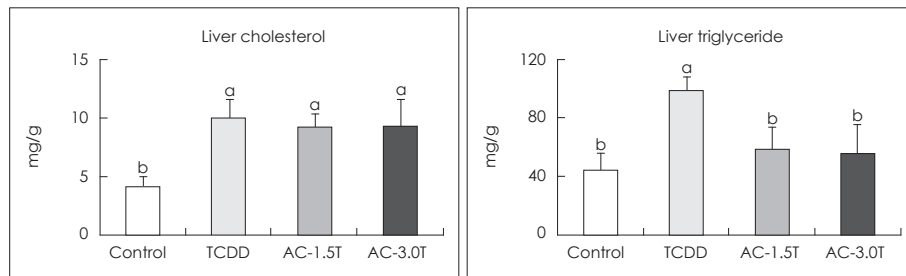 Liver cholesterol
15
10
5
0
mg/g
b
a
a
a
Control TCDD AC-1.5T AC-3.0T
Liver triglyceride
120
80
40
0
mg/g
b
a
b
b
Control TCDD AC-1.5T AC-3.0T